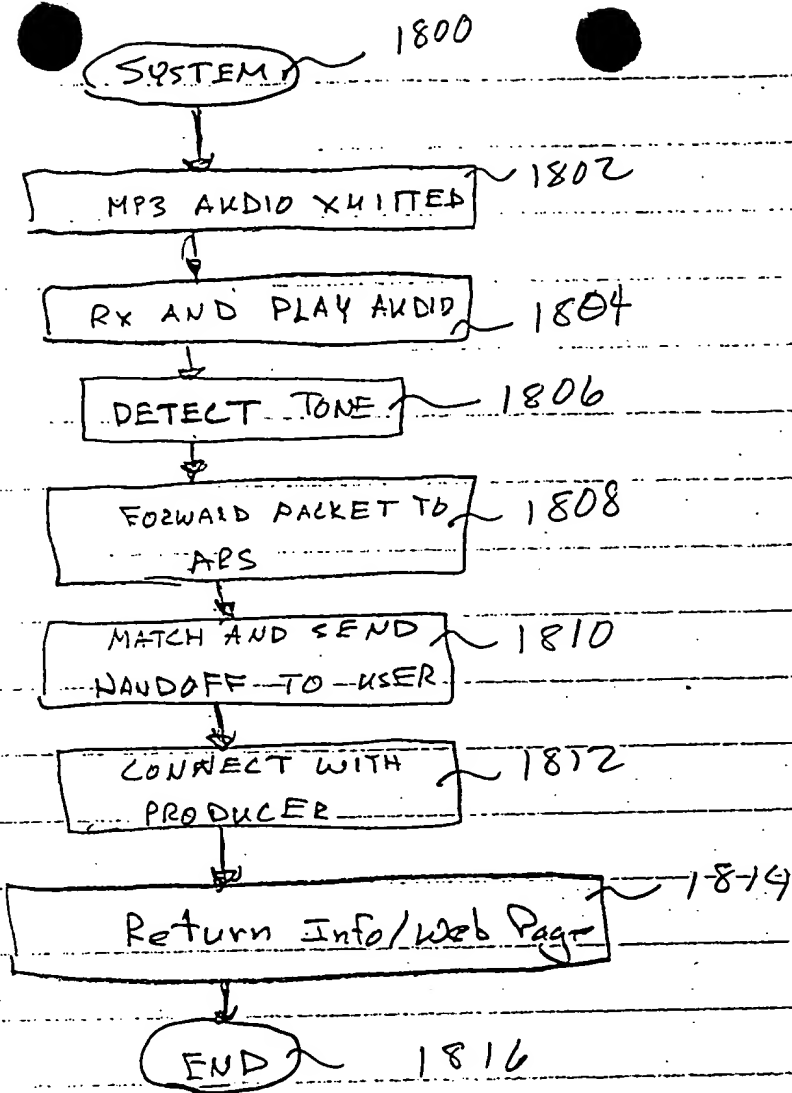 1800
SYSTEM
1802
MP3 AUDIO XMITTED
RX AND PLAY AUDIO 1804
DETECT TONE 1806
FORWARD PACKET TO 1808
ARS
MATCH AND SEND 1810
HANDOFF TO USER
CONNECT WITH 1812
PRODUCER
1814
Return Info/Web Page
END 1816